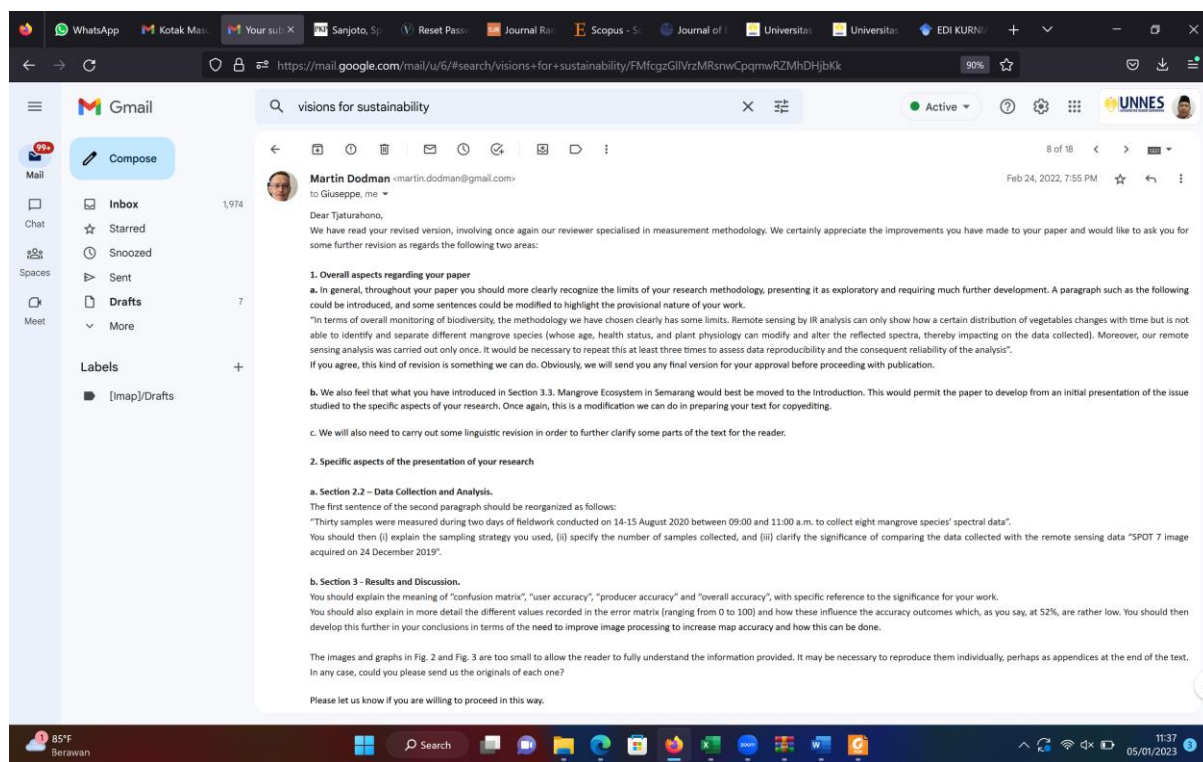 WhatsApp
Kotak Mas
Your sub
Sanjoto, Sp
Reset Passw
Journal Ran
Scopus - S
Journal of E
Universitas
Universitas
EDI KURNI
https://mail.google.com/mail/u/6/#search/visions+for+sustainability/FMfcgzGllVrzMRsnwCpqmwRZMhDHjbKk
90%
Gmail
visions for sustainability
Active
UNNES
99+
Mail
Chat
Spaces
Meet
Compose
Inbox 1,974
Starred
Snoozed
Sent
Drafts 7
More
Labels
[Imap]/Drafts
8 of 18
Martin Dodman <martin.dodman@gmail.com>
Feb 24, 2022, 7:55 PM
to Giuseppe, me
Dear Tjaturahono,
We have read your revised version, involving once again our reviewer specialised in measurement methodology. We certainly appreciate the improvements you have made to your paper and would like to ask you for
some further revision as regards the following two areas:
1. Overall aspects regarding your paper
a. In general, throughout your paper you should more clearly recognize the limits of your research methodology, presenting it as exploratory and requiring much further development. A paragraph such as the following
could be introduced, and some sentences could be modified to highlight the provisional nature of your work.
"In terms of overall monitoring of biodiversity, the methodology we have chosen clearly has some limits. Remote sensing by IR analysis can only show how a certain distribution of vegetables changes with time but is not
able to identify and separate different mangrove species (whose age, health status, and plant physiology can modify and alter the reflected spectra, thereby impacting on the data collected). Moreover, our remote
sensing analysis was carried out only once. It would be necessary to repeat this at least three times to assess data reproducibility and the consequent reliability of the analysis".
If you agree, this kind of revision is something we can do. Obviously, we will send you any final version for your approval before proceeding with publication.
b. We also feel that what you have introduced in Section 3.3. Mangrove Ecosystem in Semarang would best be moved to the Introduction. This would permit the paper to develop from an initial presentation of the issue
studied to the specific aspects of your research. Once again, this is a modification we can do in preparing your text for copyediting.
c. We will also need to carry out some linguistic revision in order to further clarify some parts of the text for the reader.
2. Specific aspects of the presentation of your research
a. Section 2.2 – Data Collection and Analysis.
The first sentence of the second paragraph should be reorganized as follows:
"Thirty samples were measured during two days of fieldwork conducted on 14-15 August 2020 between 09:00 and 11:00 a.m. to collect eight mangrove species' spectral data".
You should then (i) explain the sampling strategy you used, (ii) specify the number of samples collected, and (iii) clarify the significance of comparing the data collected with the remote sensing data "SPOT 7 image
acquired on 24 December 2019".
b. Section 3 - Results and Discussion.
You should explain the meaning of "confusion matrix", "user accuracy", "producer accuracy" and "overall accuracy", with specific reference to the significance for your work.
You should also explain in more detail the different values recorded in the error matrix (ranging from 0 to 100) and how these influence the accuracy outcomes which, as you say, at 52%, are rather low. You should then
develop this further in your conclusions in terms of the need to improve image processing to increase map accuracy and how this can be done.
The images and graphs in Fig. 2 and Fig. 3 are too small to allow the reader to fully understand the information provided. It may be necessary to reproduce them individually, perhaps as appendices at the end of the text.
In any case, could you please send us the originals of each one?
Please let us know if you are willing to proceed in this way.
85°F
Berawan
Search
11:37
05/01/2023